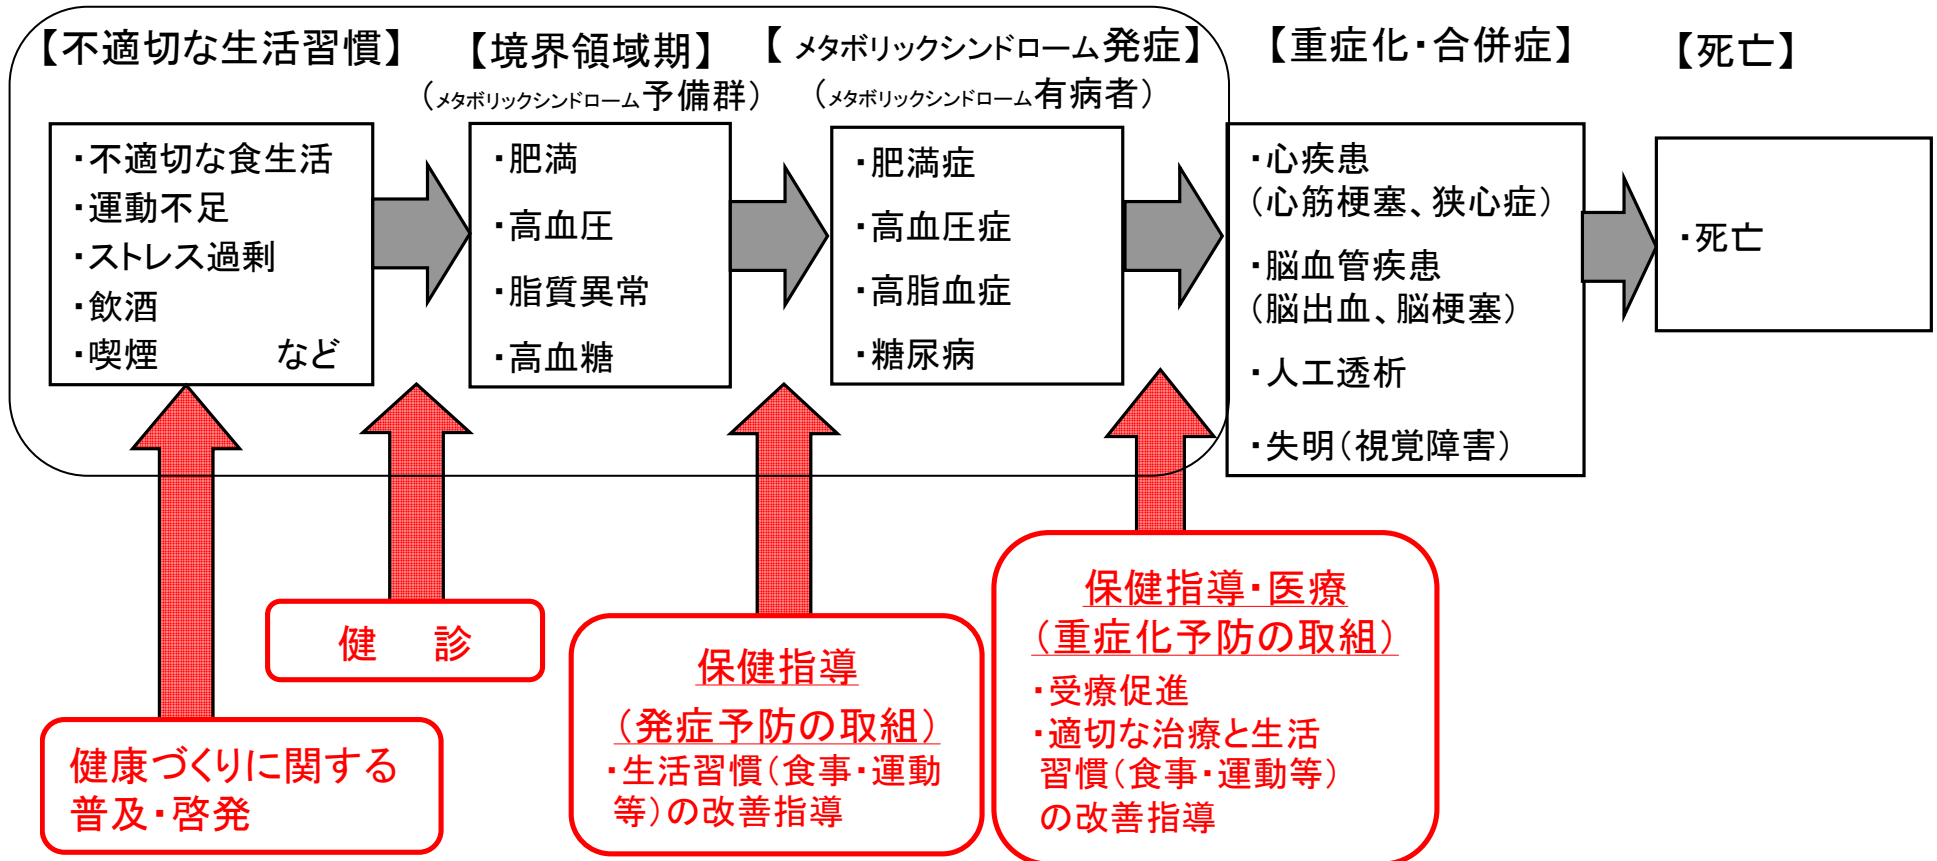 【不適切な生活習慣】
・不適切な食生活
・運動不足
・ストレス過剰
・飲酒
・喫煙　　　など
【境界領域期】
（メタボリックシンドローム予備群）
・肥満
・高血圧
・脂質異常
・高血糖
【メタボリックシンドローム発症】
（メタボリックシンドローム有病者）
・肥満症
・高血圧症
・高脂血症
・糖尿病
【重症化・合併症】
・心疾患
（心筋梗塞、狭心症）
・脳血管疾患
（脳出血、脳梗塞）
・人工透析
・失明（視覚障害）
【死亡】
・死亡
健康づくりに関する
普及・啓発
健　診
保健指導
（発症予防の取組）
・生活習慣（食事・運動
等）の改善指導
保健指導・医療
（重症化予防の取組）
・受療促進
・適切な治療と生活
習慣（食事・運動等）
の改善指導